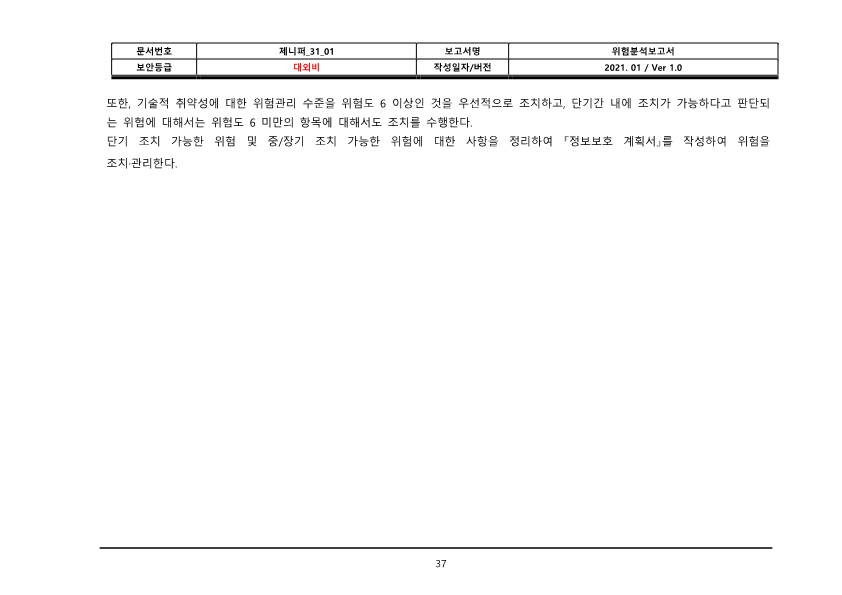 문서번호 제니퍼_31_01 보고서명 위험분석보고서
보안등급 대외비 작성일자/버전 2021. 01 / Ver 1.0
또한, 기술적 취약성에 대한 위험관리 수준을 위험도 6 이상인 것을 우선적으로 조치하고, 단기간 내에 조치가 가능하다고 판단되
는 위험에 대해서는 위험도 6 미만의 항목에 대해서도 조치를 수행한다.
단기 조치 가능한 위험 및 중/장기 조치 가능한 위험에 대한 사항을 정리하여 「정보보호 계획서」를 작성하여 위험을
조치·관리한다.
37